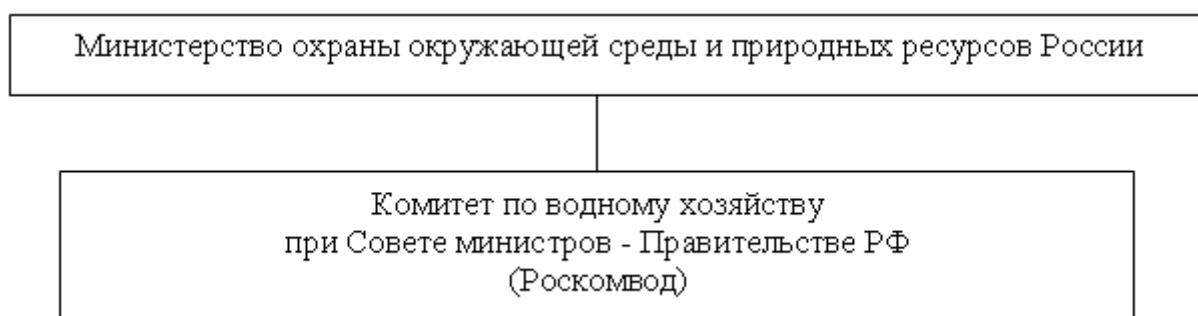 Министерство охраны окружающей среды и природных ресурсов России
Комитет по водному хозяйству
при Совете министров - Правительстве РФ
(Роскомвод)